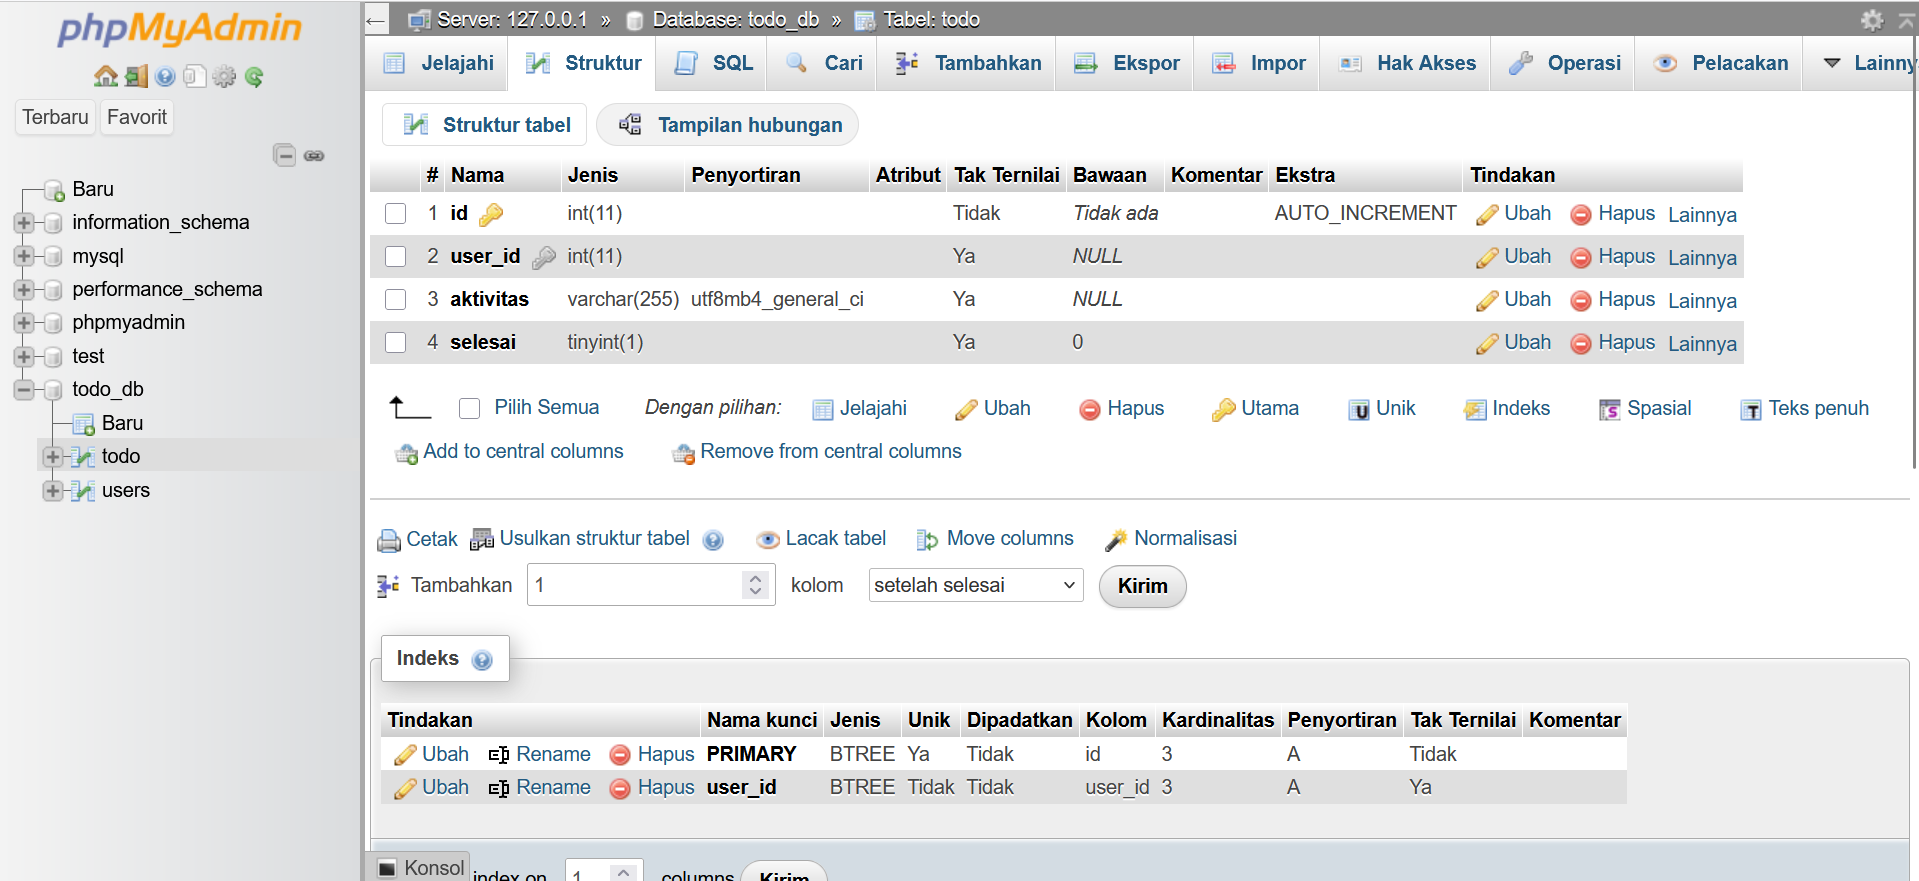 phpMyAdmin
Terbaru Favorit
Baru
information_schema
mysql
performance_schema
phpmyadmin
test
todo_db
Baru
todo
users
Server: 127.0.0.1 » Database: todo_db » Tabel: todo
Jelajahi Struktur SQL Cari Tambahkan Ekspor Impor Hak Akses Operasi Pelacakan Lainny
Struktur tabel Tampilan hubungan
# Nama Jenis Penyortiran Atribut Tak Ternilai Bawaan Komentar Ekstra Tindakan
1 id int(11) Tidak Tidak ada AUTO_INCREMENT Ubah Hapus Lainnya
2 user_id int(11) Ya NULL Ubah Hapus Lainnya
3 aktivitas varchar(255) utf8mb4_general_ci Ya NULL Ubah Hapus Lainnya
4 selesai tinyint(1) Ya 0 Ubah Hapus Lainnya
Pilih Semua Dengan pilihan: Jelajahi Ubah Hapus Utama Unik Indeks Spasial Teks penuh
Add to central columns Remove from central columns
Cetak Usulkan struktur tabel Lacak tabel Move columns Normalisasi
Tambahkan 1 kolom setelah selesai Kirim
Indeks
Tindakan Nama kunci Jenis Unik Dipadatkan Kolom Kardinalitas Penyortiran Tak Ternilai Komentar
Ubah Rename Hapus PRIMARY BTREE Ya Tidak id 3 A Tidak
Ubah Rename Hapus user_id BTREE Tidak Tidak user_id 3 A Ya
Konsol index on 1 columns Kirim